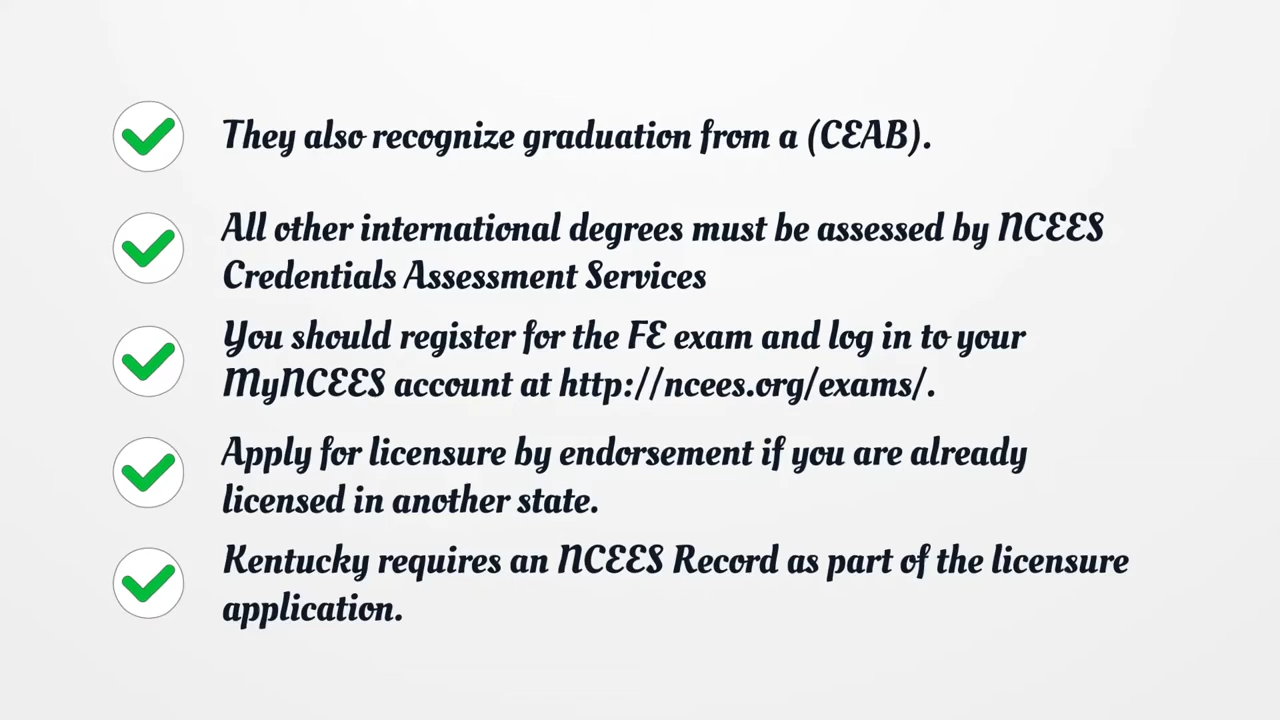 They also recognize graduation from a (CEAB).
All other international degrees must be assessed by NCEES
Credentials Assessment Services
You should register for the FE exam and log in to your
MyNCEES account at http://ncees.org/exams/.
Apply for licensure by endorsement if you are already
licensed in another state.
Kentucky requires an NCEES Record as part of the licensure
application.